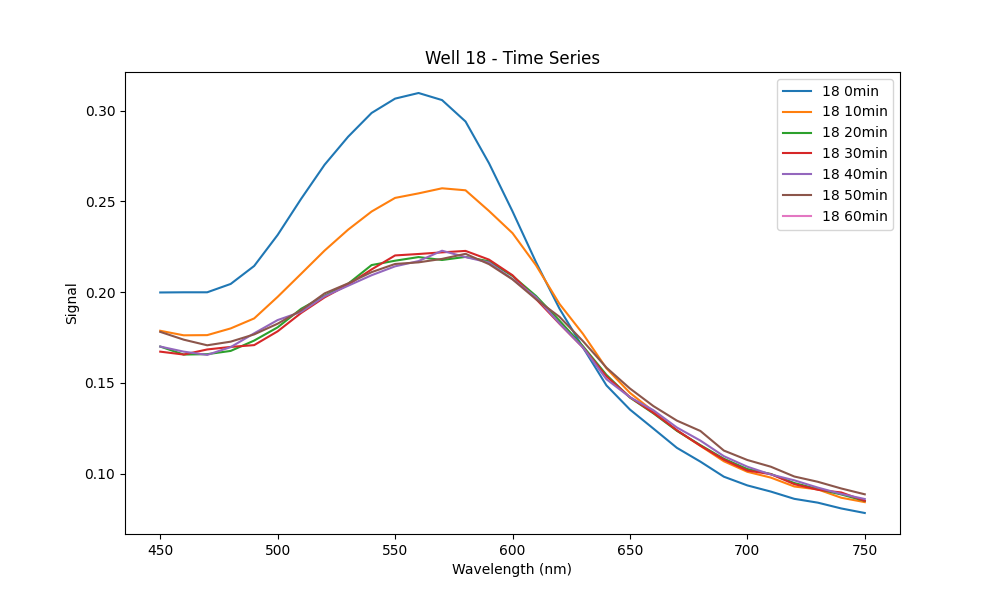 Well 18 - Time Series
18 0min
18 10min
18 20min
18 30min
18 40min
18 50min
18 60min
Signal
0.30
0.25
0.20
0.15
0.10
450 500 550 600 650 700 750
Wavelength (nm)